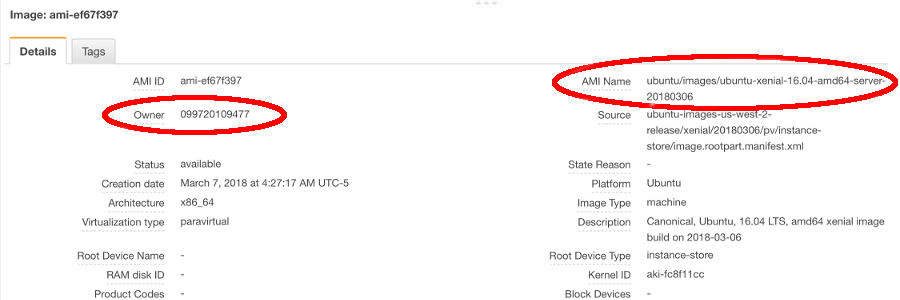 Image: ami-ef67f397
Details Tags
AMI ID ami-ef67f397 AMI Name ubuntu/images/ubuntu-xenial-16.04-amd64-server-
20180306
Owner 099720109477 Source ubuntu-images-us-west-2-
release/xenial/20180306/pv/instance-
store/image.rootpart.manifest.xml
Status available State Reason -
Creation date March 7, 2018 at 4:27:17 AM UTC-5 Platform Ubuntu
Architecture x86_64 Image Type machine
Virtualization type paravirtual Description Canonical, Ubuntu, 16.04 LTS, amd64 xenial image
build on 2018-03-06
Root Device Name - Root Device Type instance-store
RAM disk ID - Kernel ID aki-fc8f11cc
Product Codes - Block Devices -